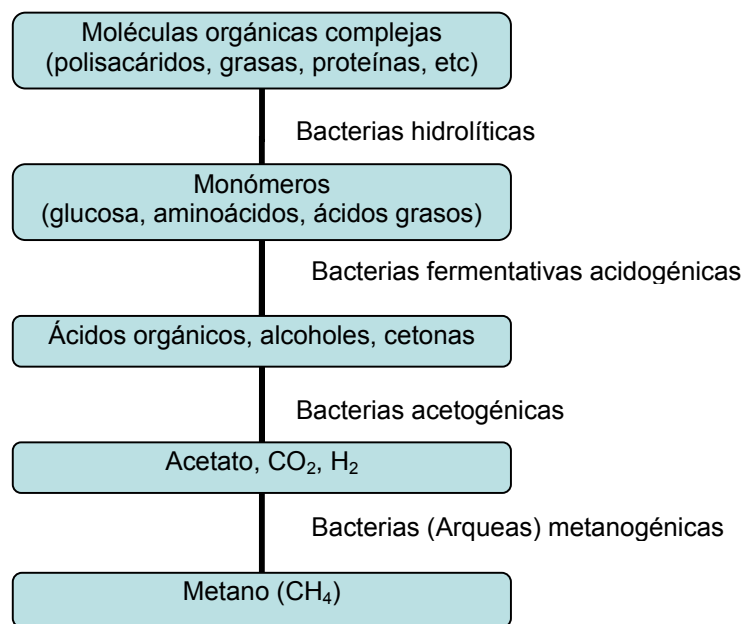 Moléculas orgánicas complejas
(polisacáridos, grasas, proteínas, etc)
Bacterias hidrolíticas
Monómeros
(glucosa, aminoácidos, ácidos grasos)
Bacterias fermentativas acidogénicas
Ácidos orgánicos, alcoholes, cetonas
Bacterias acetogénicas
Acetato, CO₂, H₂
Bacterias (Arqueas) metanogénicas
Metano (CH₄)